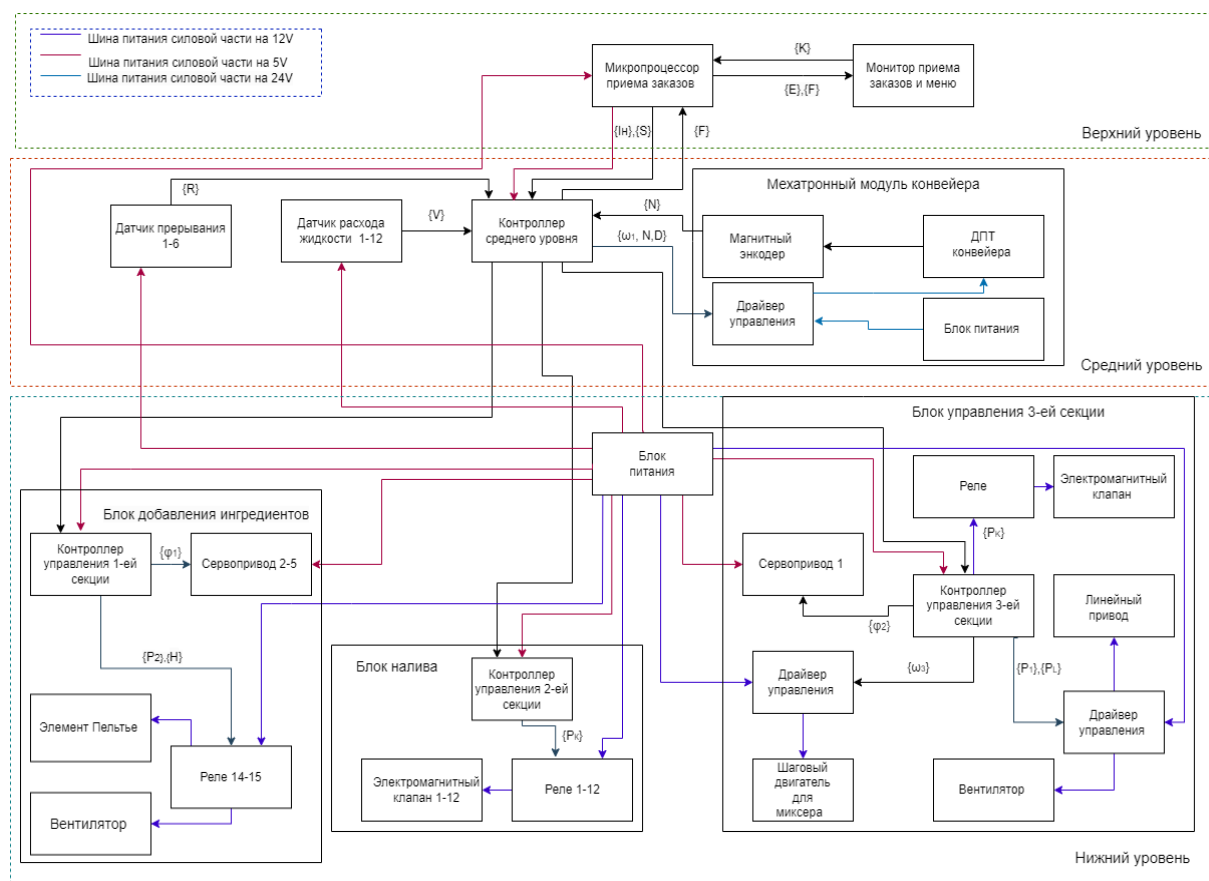 Шина питания силовой части на 12V
Шина питания силовой части на 5V
Шина питания силовой части на 24V
Микропроцессор
приема заказов
{K}
{E},{F}
Монитор приема
заказов и меню
{Iн},{S}
{F}
Верхний уровень
{R}
Датчик прерывания
1-6
Датчик расхода
жидкости 1-12
{V}
Контроллер
среднего уровня
{N}
{ω₁, N,D}
Мехатронный модуль конвейера
Магнитный
энкодер
ДПТ
конвейера
Драйвер
управления
Блок питания
Средний уровень
Блок
питания
Блок управления 3-ей секции
Реле
Электромагнитный
клапан
{Pк}
Сервопривод 1
Контроллер
управления 3-ей
секции
{φ₂}
Линейный
привод
{ω₃}
{P₁},{PL}
Драйвер
управления
Драйвер
управления
Шаговый
двигатель
для
миксера
Вентилятор
Блок добавления ингредиентов
Контроллер
управления 1-ей
секции
{φ₁}
Сервопривод 2-5
{P₂},{H}
Элемент Пельтье
Реле 14-15
Вентилятор
Блок налива
Контроллер
управления 2-ей
секции
{Pк}
Электромагнитный
клапан 1-12
Реле 1-12
Нижний уровень